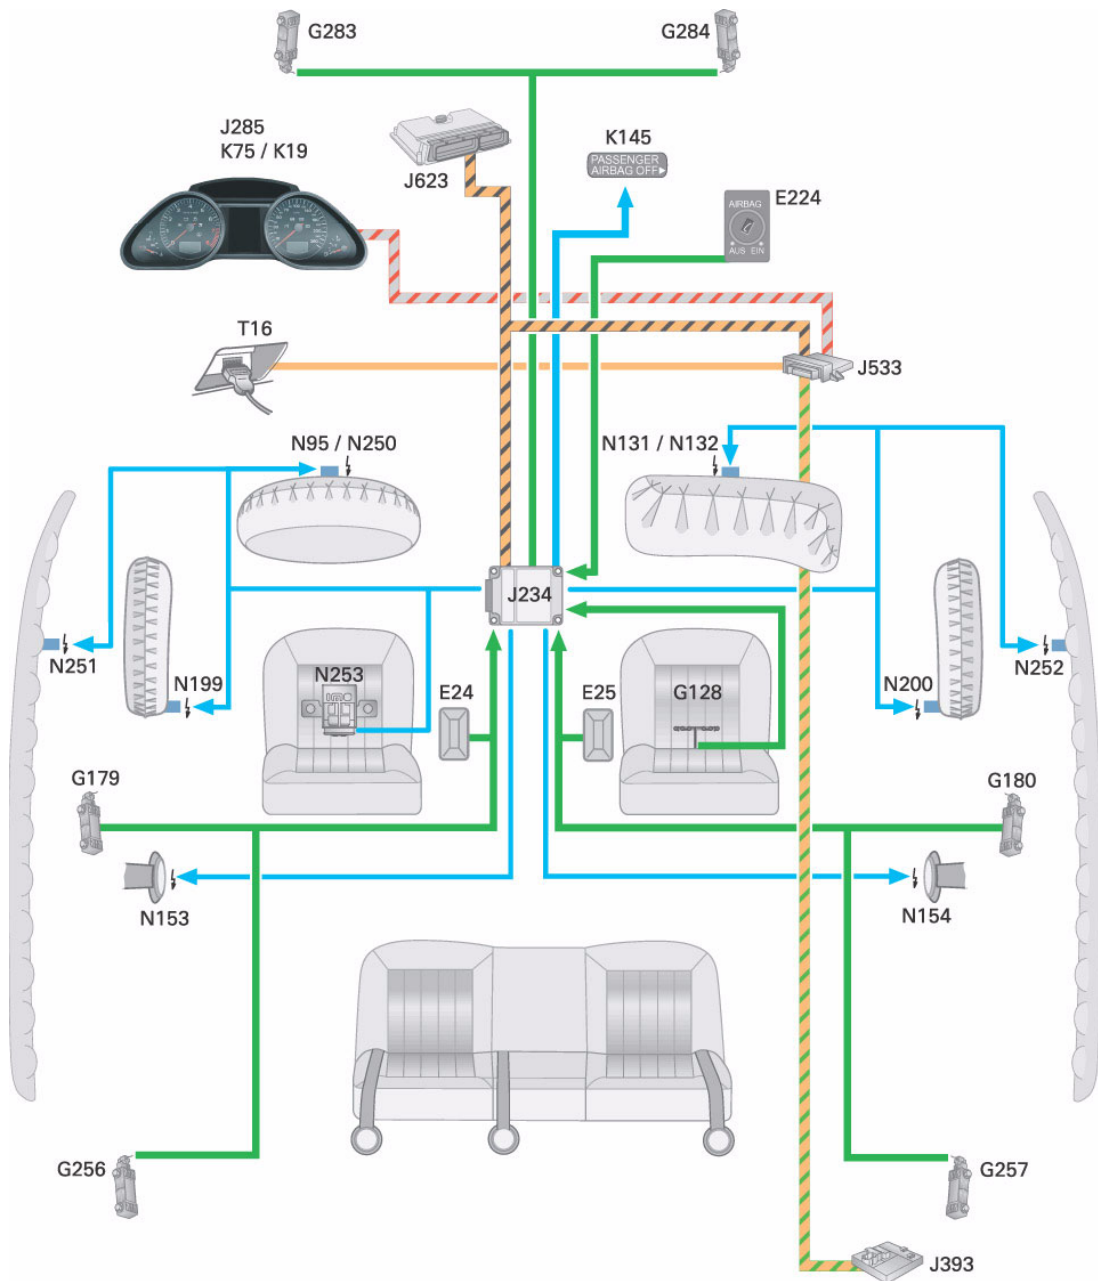 G283
G284
J285
K75 / K19
J623
K145
PASSENGER
AIRBAG OFF
E224
AIRBAG
AUS EIN
T16
J533
N95 / N250
N131 / N132
J234
N251
N199
N253
E24
E25
G128
N200
N252
G179
G180
N153
N154
G256
G257
J393